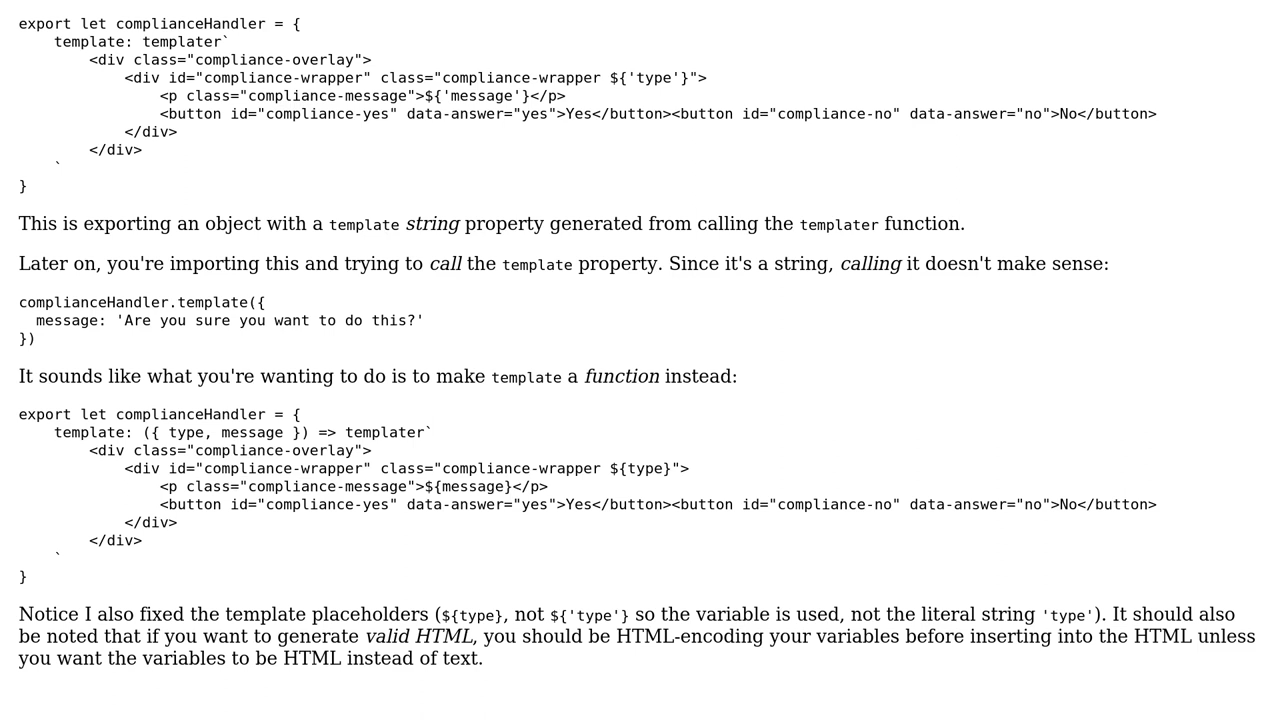 export let complianceHandler = {
    template: templater`
        <div class="compliance-overlay">
            <div id="compliance-wrapper" class="compliance-wrapper ${'type'}">
                <p class="compliance-message">${'message'}</p>
                <button id="compliance-yes" data-answer="yes">Yes</button><button id="compliance-no" data-answer="no">No</button>
            </div>
        </div>
    `
}
This is exporting an object with a template string property generated from calling the templater function.
Later on, you're importing this and trying to call the template property. Since it's a string, calling it doesn't make sense:
complianceHandler.template({
  message: 'Are you sure you want to do this?'
})
It sounds like what you're wanting to do is to make template a function instead:
export let complianceHandler = {
    template: ({ type, message }) => templater`
        <div class="compliance-overlay">
            <div id="compliance-wrapper" class="compliance-wrapper ${type}">
                <p class="compliance-message">${message}</p>
                <button id="compliance-yes" data-answer="yes">Yes</button><button id="compliance-no" data-answer="no">No</button>
            </div>
        </div>
    `
}
Notice I also fixed the template placeholders (${type}, not ${'type'} so the variable is used, not the literal string 'type'). It should also
be noted that if you want to generate valid HTML, you should be HTML-encoding your variables before inserting into the HTML unless
you want the variables to be HTML instead of text.